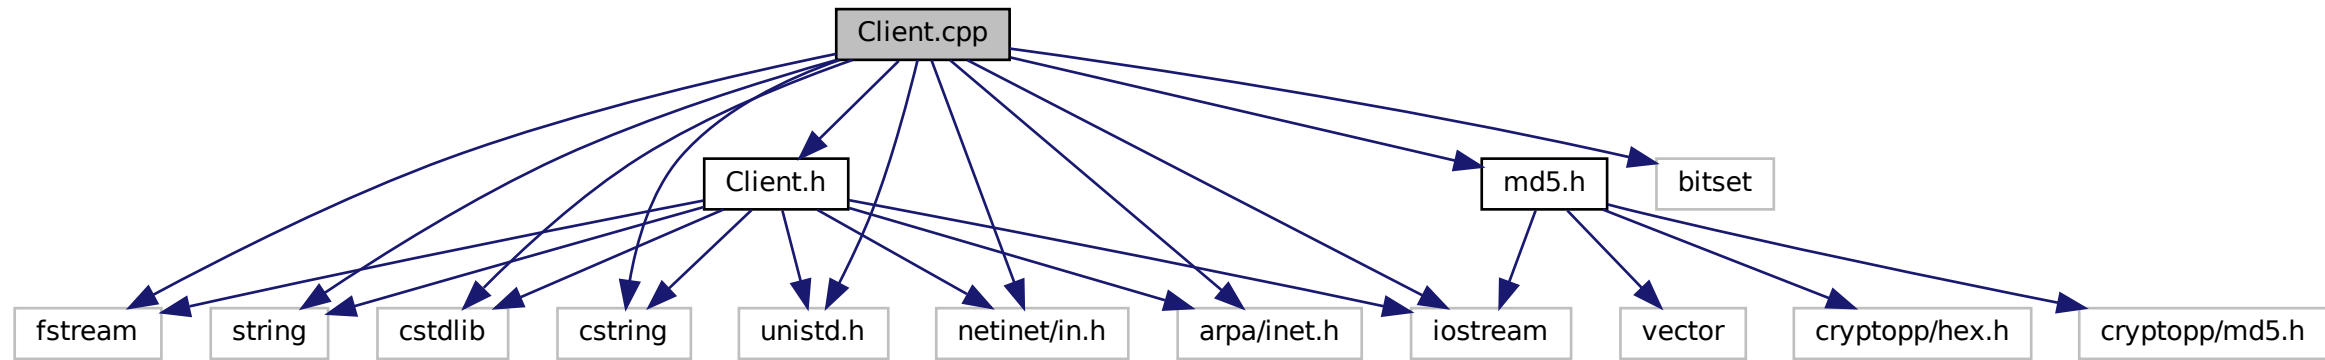 Client.cpp
Client.h
md5.h
bitset
fstream
string
cstdlib
cstring
unistd.h
netinet/in.h
arpa/inet.h
iostream
vector
cryptopp/hex.h
cryptopp/md5.h